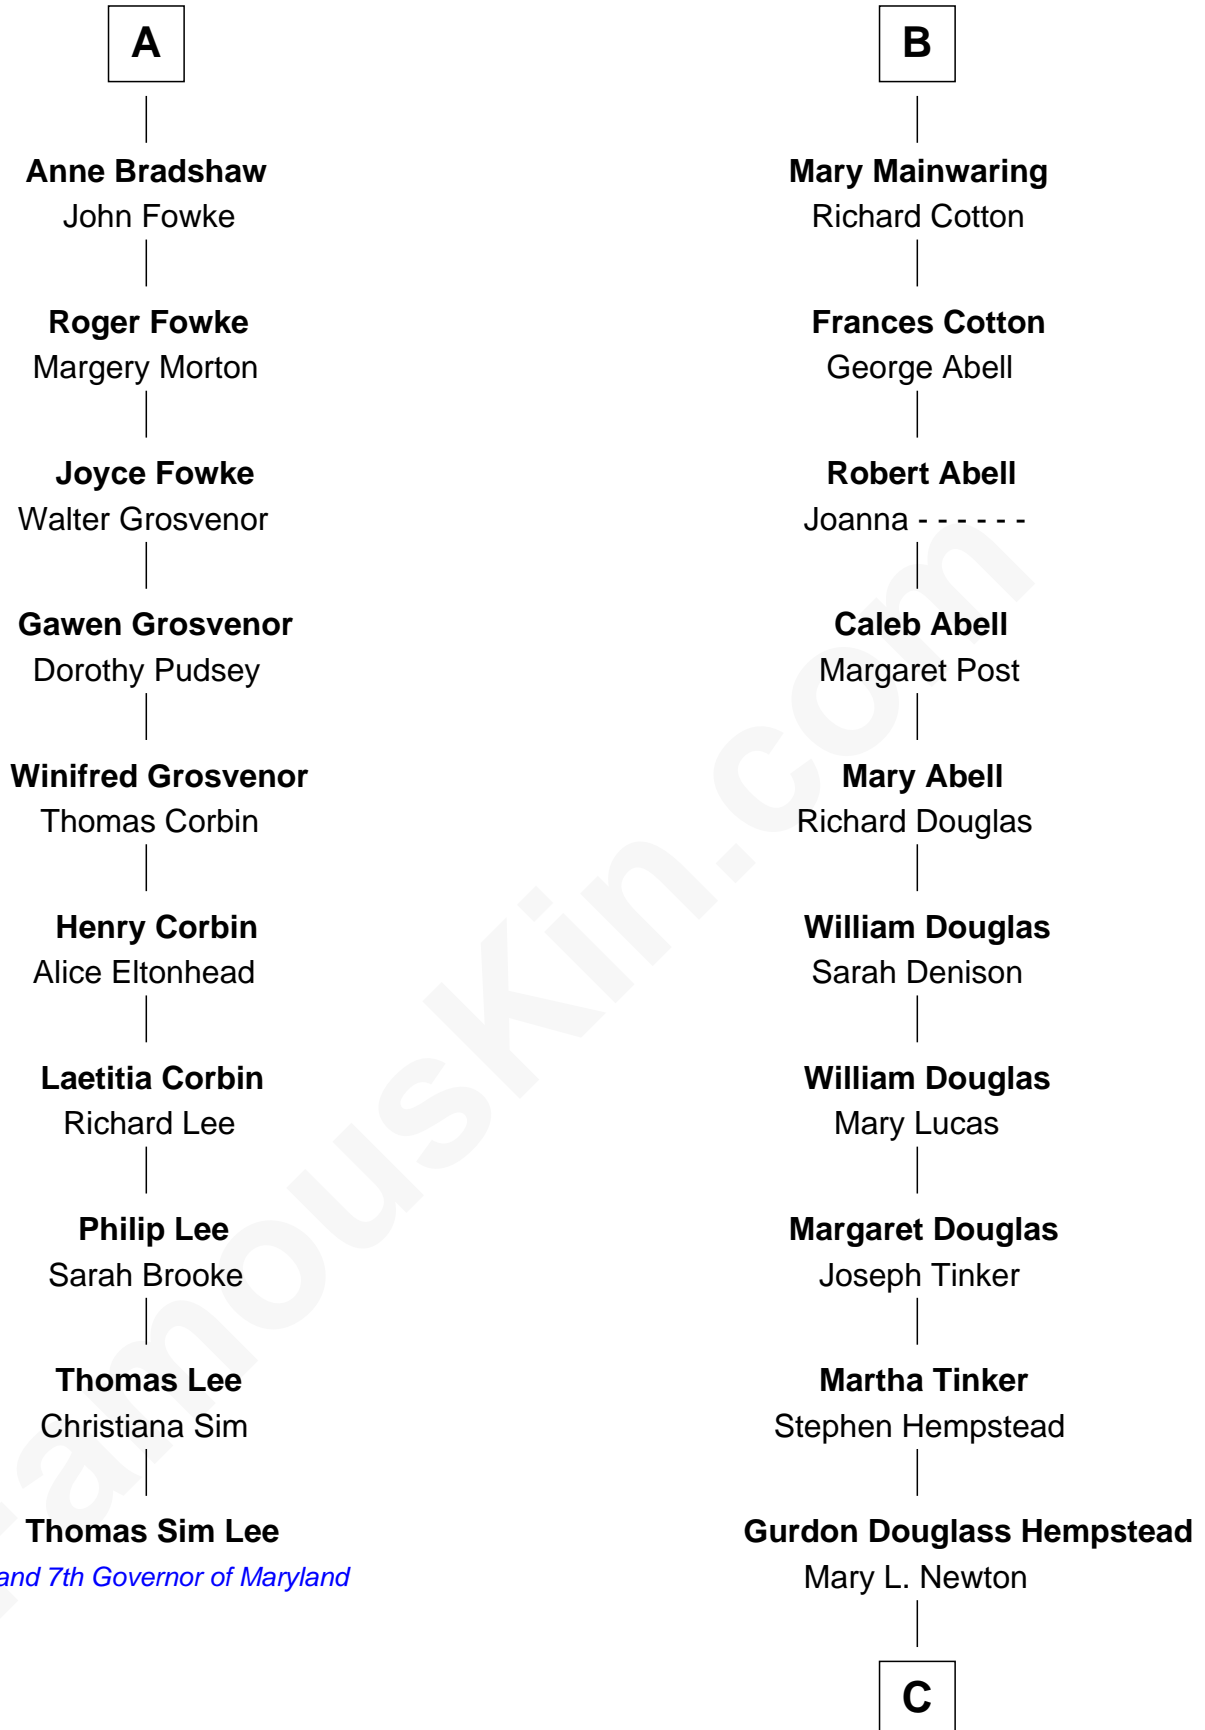 A
Anne Bradshaw
John Fowke
Roger Fowke
Margery Morton
Joyce Fowke
Walter Grosvenor
Gawen Grosvenor
Dorothy Pudsey
Winifred Grosvenor
Thomas Corbin
Henry Corbin
Alice Eltonhead
Laetitia Corbin
Richard Lee
Philip Lee
Sarah Brooke
Thomas Lee
Christiana Sim
Thomas Sim Lee
and 7th Governor of Maryland
B
Mary Mainwaring
Richard Cotton
Frances Cotton
George Abell
Robert Abell
Joanna - - - - - -
Caleb Abell
Margaret Post
Mary Abell
Richard Douglas
William Douglas
Sarah Denison
William Douglas
Mary Lucas
Margaret Douglas
Joseph Tinker
Martha Tinker
Stephen Hempstead
Gurdon Douglass Hempstead
Mary L. Newton
C
FamousKin.com